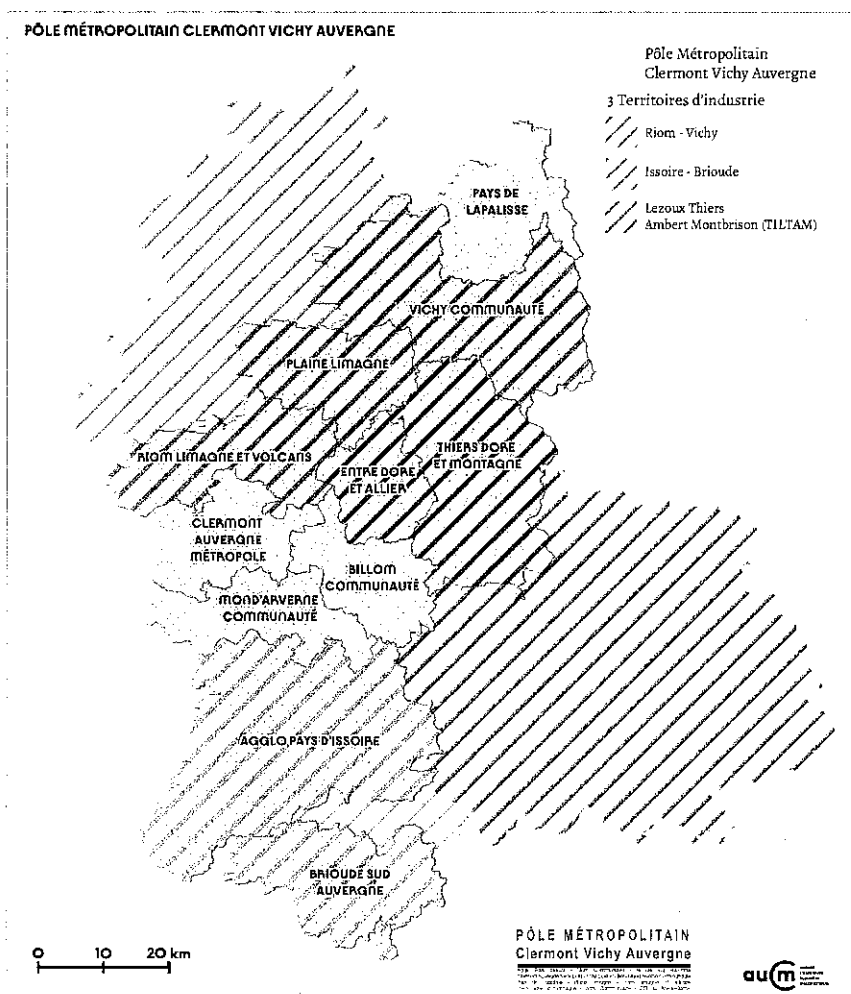 PÔLE MÉTROPOLITAIN CLERMONT VICHY AUVERGNE
Pôle Métropolitain
Clermont Vichy Auvergne
3 Territoires d'industrie
Riom - Vichy
Issoire - Brioude
Lezoux Thiers
Ambert Montbrison (TILTAM)
PAYS DE
LAPALISSE
VICHY COMMUNAUTÉ
PLAINE LIMAGNE
RIOM LIMAGNE ET VOLCANS
ENTRE DORE
ET ALLIER
THIERS DORE
ET MONTAGNE
CLERMONT
AUVERGNE
MÉTROPOLE
BILLOM
COMMUNAUTÉ
MOND'ARVERNE
COMMUNAUTÉ
AGGLO PAYS D'ISSOIRE
BRIOUDE SUD
AUVERGNE
0 10 20 km
PÔLE MÉTROPOLITAIN
Clermont Vichy Auvergne
aucm